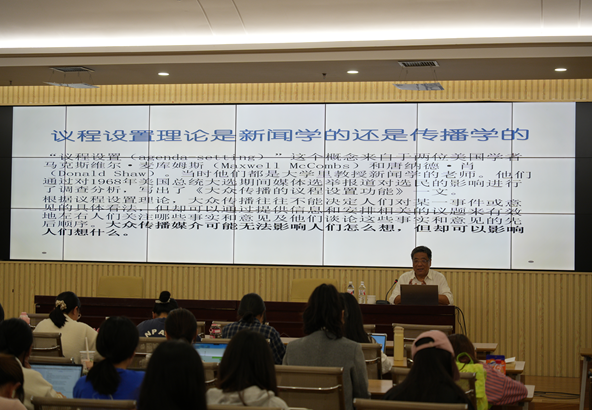 议程设置理论是新闻学的还是传播学的
“议程设置（agenda-setting）”这个概念来自于两位美国学者
马克斯维尔·麦库姆斯（Maxwell McCombs）和唐纳德·肖
（Donald Shaw）。当时他们都是大学里教授新闻学的老师。他们
通过对1968年美国总统大选期间媒体选举报道对选民的影响进行
了调查分析，写出了《大众传播的议程设置功能》一文。
根据议程设置理论，大众传播往往不能决定人们对某一事件或意
见的具体看法，但却可以通过提供信息和安排相关的议题来有效
地左右人们关注哪些事实和意见及他们谈论这些事实和意见的先
后顺序。大众传播媒介可能无法影响人们怎么想，但却可以影响
人们想什么。